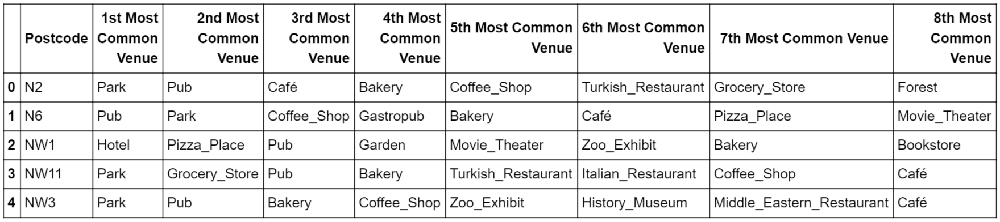 Postcode 1st Most Common Venue 2nd Most Common Venue 3rd Most Common Venue 4th Most Common Venue 5th Most Common Venue 6th Most Common Venue 7th Most Common Venue 8th Most Common Venue
0 N2 Park Pub Café Bakery Coffee_Shop Turkish_Restaurant Grocery_Store Forest
1 N6 Pub Park Coffee_Shop Gastropub Bakery Café Pizza_Place Movie_Theater
2 NW1 Hotel Pizza_Place Pub Garden Movie_Theater Zoo_Exhibit Bakery Bookstore
3 NW11 Park Grocery_Store Pub Bakery Turkish_Restaurant Italian_Restaurant Coffee_Shop Café
4 NW3 Park Pub Bakery Coffee_Shop Zoo_Exhibit History_Museum Middle_Eastern_Restaurant Café